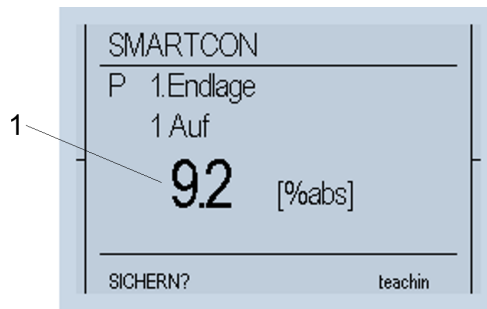 SMARTCON
P 1.Endlage
1 Auf
1
9.2 [%abs]
SICHERN? teachin